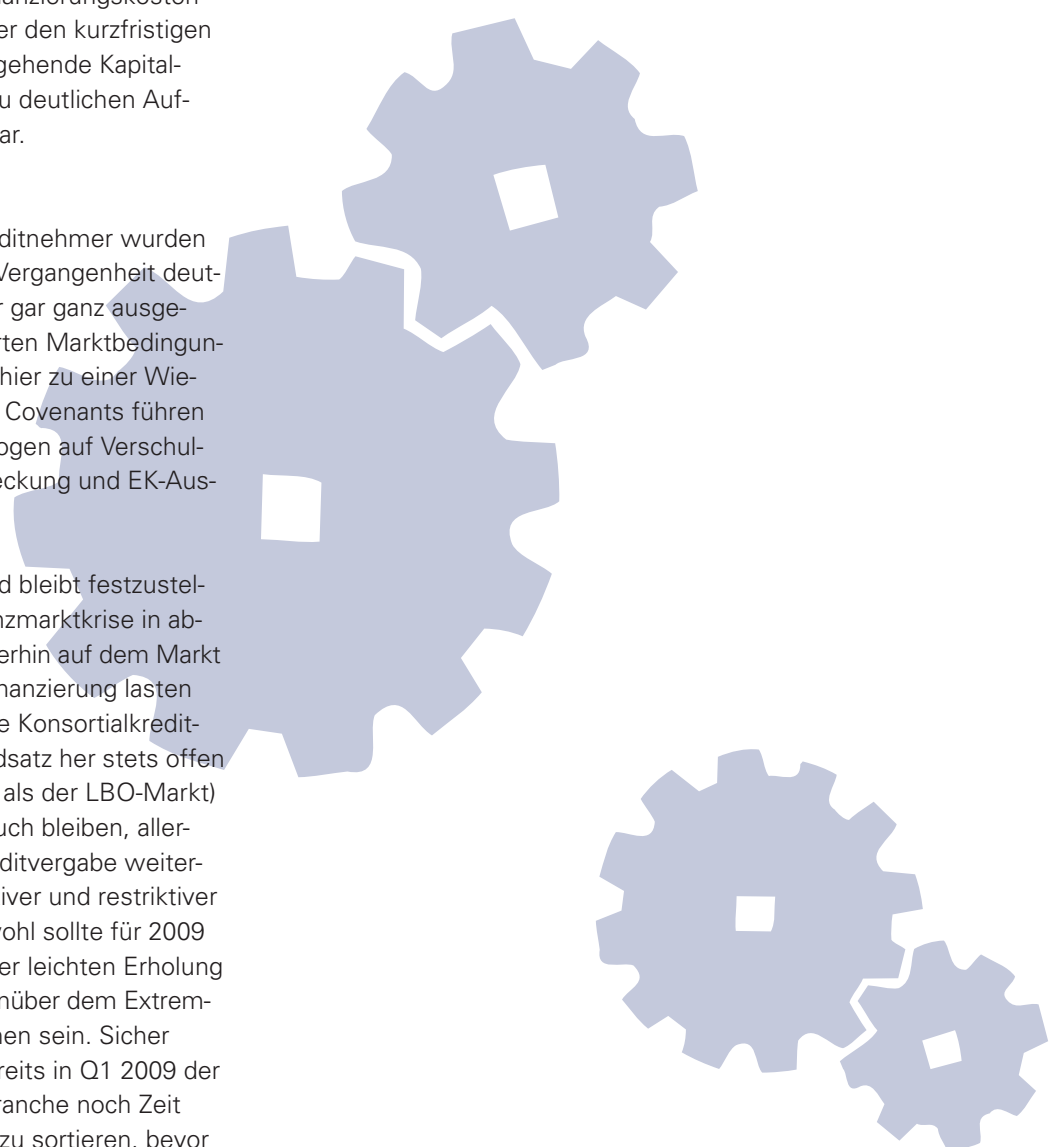 anzierungskosten
er den kurzfristigen
gehende Kapital-
u deutlichen Auf-
ar.
ditnehmer wurden
Vergangenheit deut-
r gar ganz ausge-
rten Marktbedingun-
hier zu einer Wie-
Covenants führen
ogen auf Verschul-
eckung und EK-Aus-
d bleibt festzustel-
nzmarktkrise in ab-
erhin auf dem Markt
nanzierung lasten
e Konsortialkredit-
dsatz her stets offen
als der LBO-Markt)
uch bleiben, aller-
ditvergabe weiter-
iver und restriktiver
vohl sollte für 2009
er leichten Erholung
nüber dem Extrem-
nen sein. Sicher
reits in Q1 2009 der
ranche noch Zeit
zu sortieren, bevor